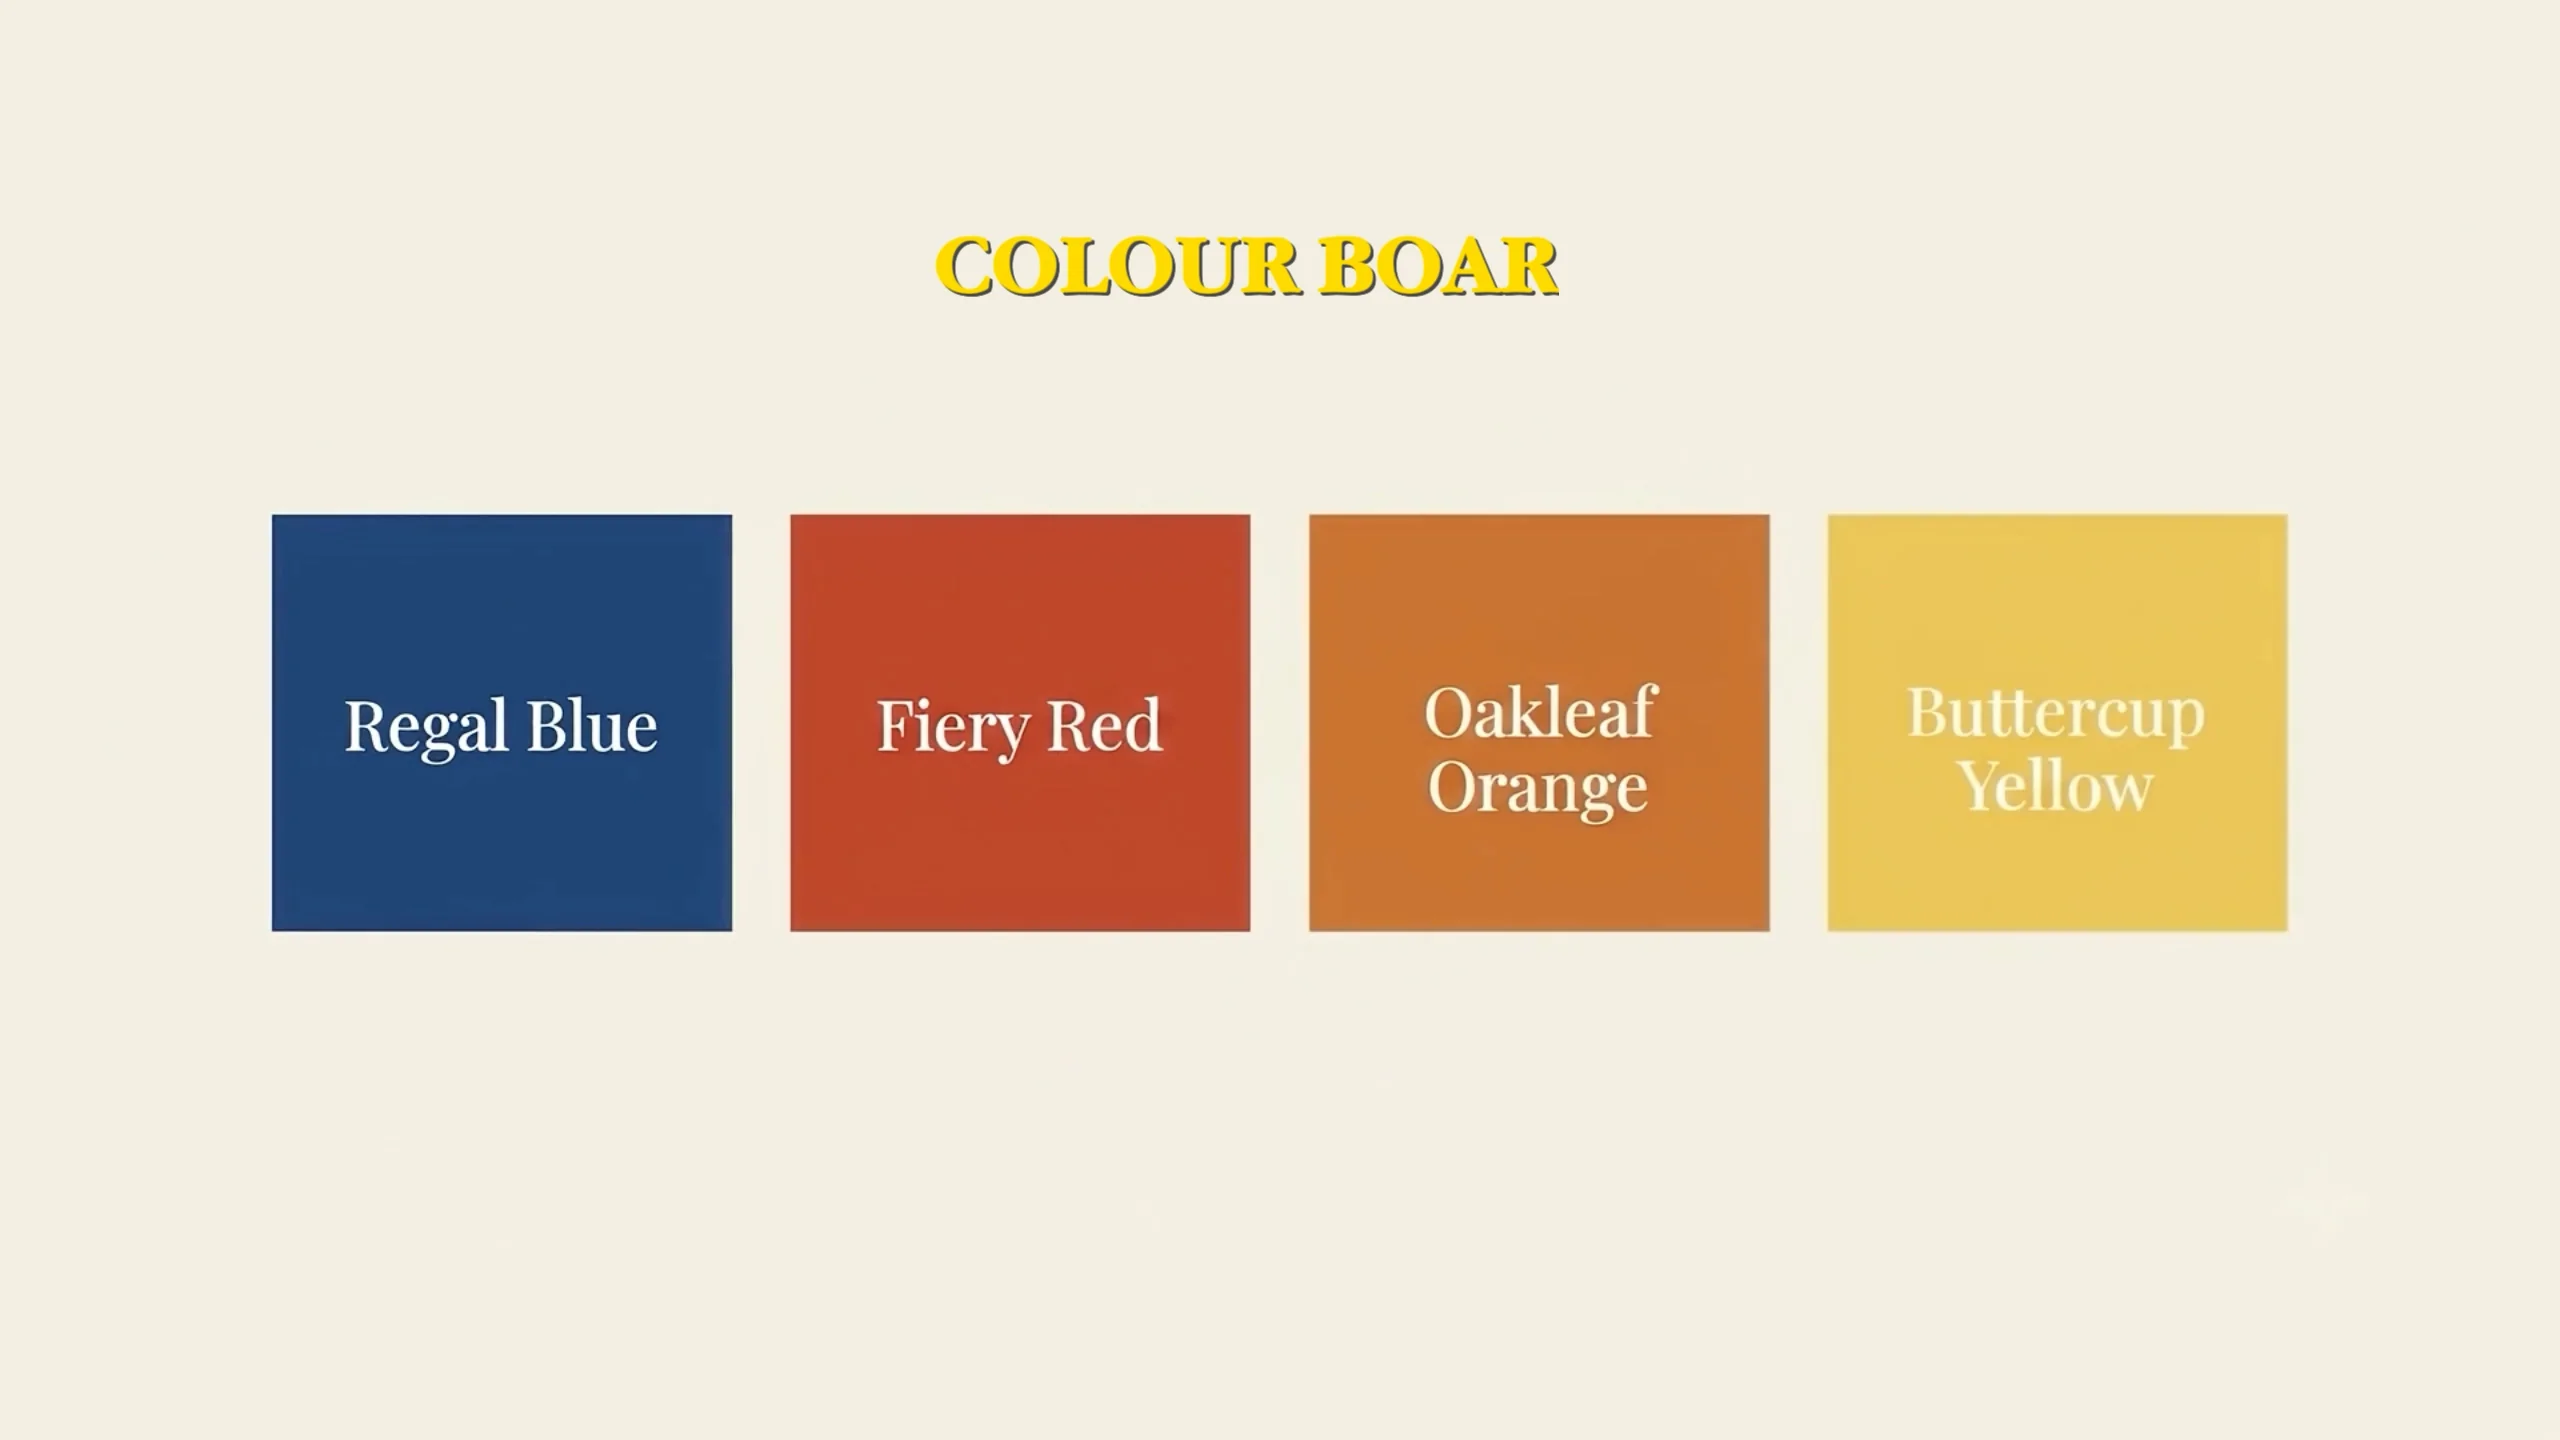 COLOUR BOAR
Regal Blue
Fiery Red
Oakleaf
Orange
Buttercup
Yellow